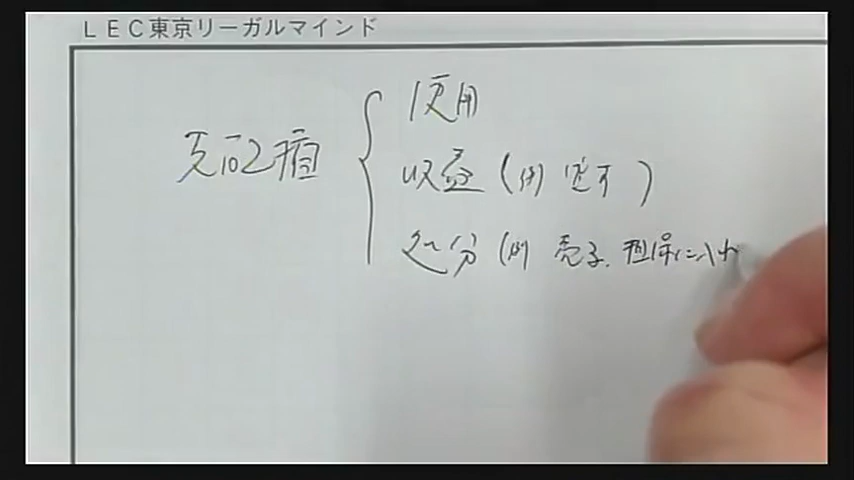 LEC東京リーガルマインド
支配権
使用
収益 (例 貸す)
処分 (例 売る、担保に入れ